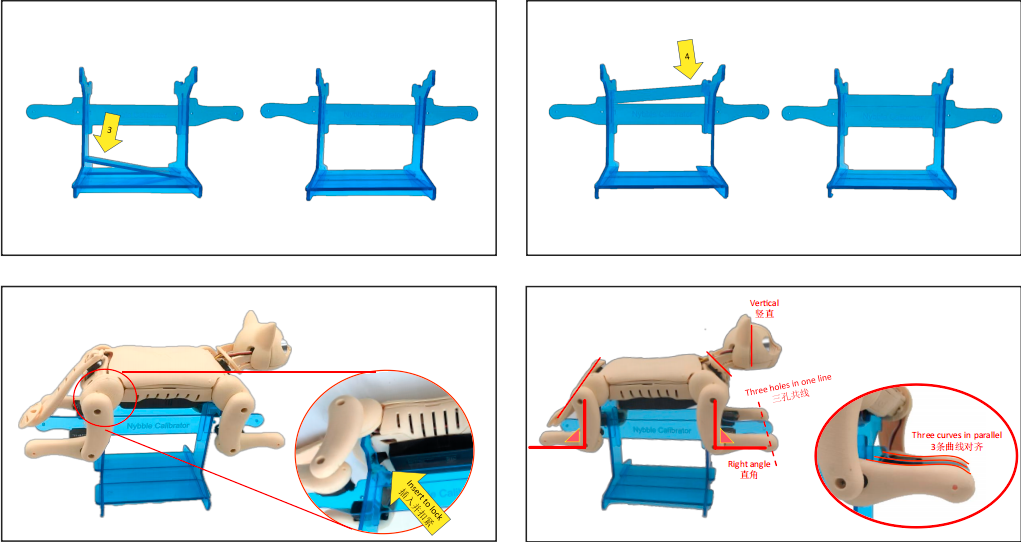 3
4
Nybble Calibrator
Insert to lock
插入并扣紧
Vertical
竖直
Three holes in one line
三孔共线
Nybble Calibrator
Right angle
直角
Three curves in parallel
3条曲线对齐